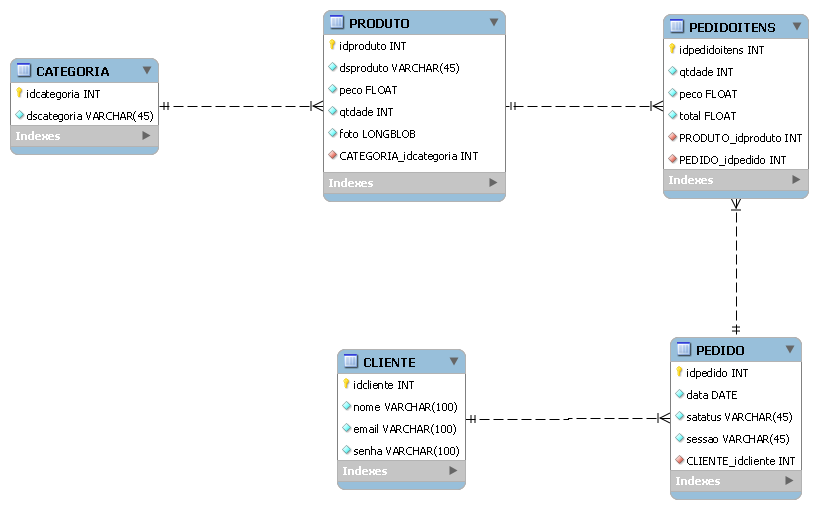 CATEGORIA
idcategoria INT
dscategoria VARCHAR(45)
Indexes
PRODUTO
idproduto INT
dsproduto VARCHAR(45)
peco FLOAT
qtdade INT
foto LONGBLOB
CATEGORIA_idcategoria INT
Indexes
PEDIDOITENS
idpedidoitens INT
qtdade INT
peco FLOAT
total FLOAT
PRODUTO_idproduto INT
PEDIDO_idpedido INT
Indexes
CLIENTE
idcliente INT
nome VARCHAR(100)
email VARCHAR(100)
senha VARCHAR(100)
Indexes
PEDIDO
idpedido INT
data DATE
satatus VARCHAR(45)
sessao VARCHAR(45)
CLIENTE_idcliente INT
Indexes